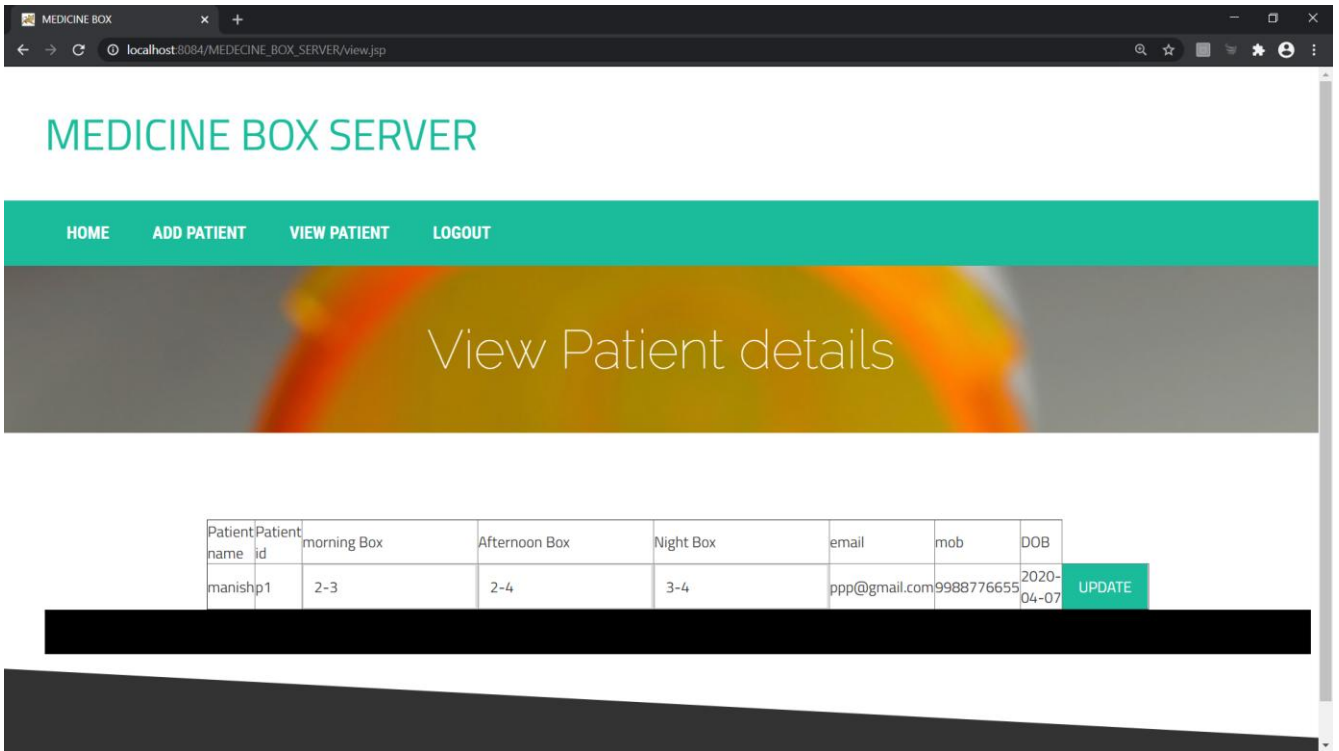 MEDICINE BOX
localhost:8084/MEDECINE_BOX_SERVER/view.jsp
MEDICINE BOX SERVER
HOME ADD PATIENT VIEW PATIENT LOGOUT
View Patient details
Patient name Patient id morning Box Afternoon Box Night Box email mob DOB
manish p1 2-3 2-4 3-4 ppp@gmail.com 9988776655 2020-04-07 UPDATE